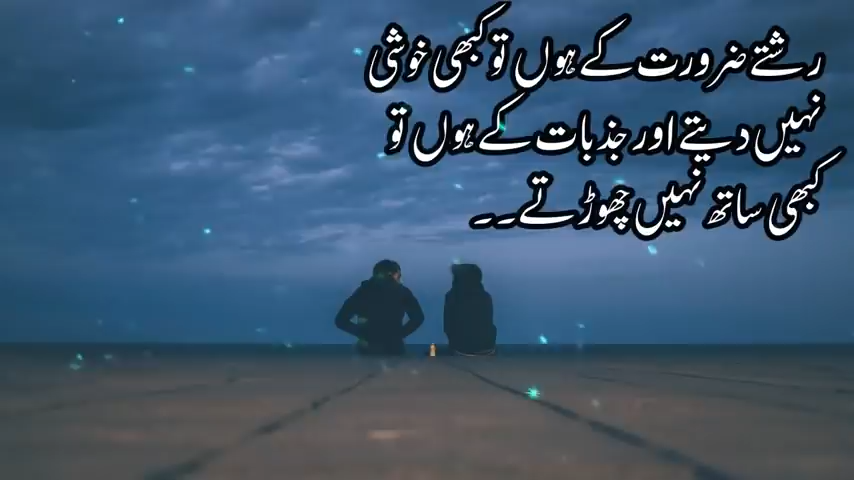 رشتے ضرورت کے ہوں تو کبھی خوشی
نہیں دیتے اور جذبات کے ہوں تو
کبھی ساتھ نہیں چھوڑتے۔۔